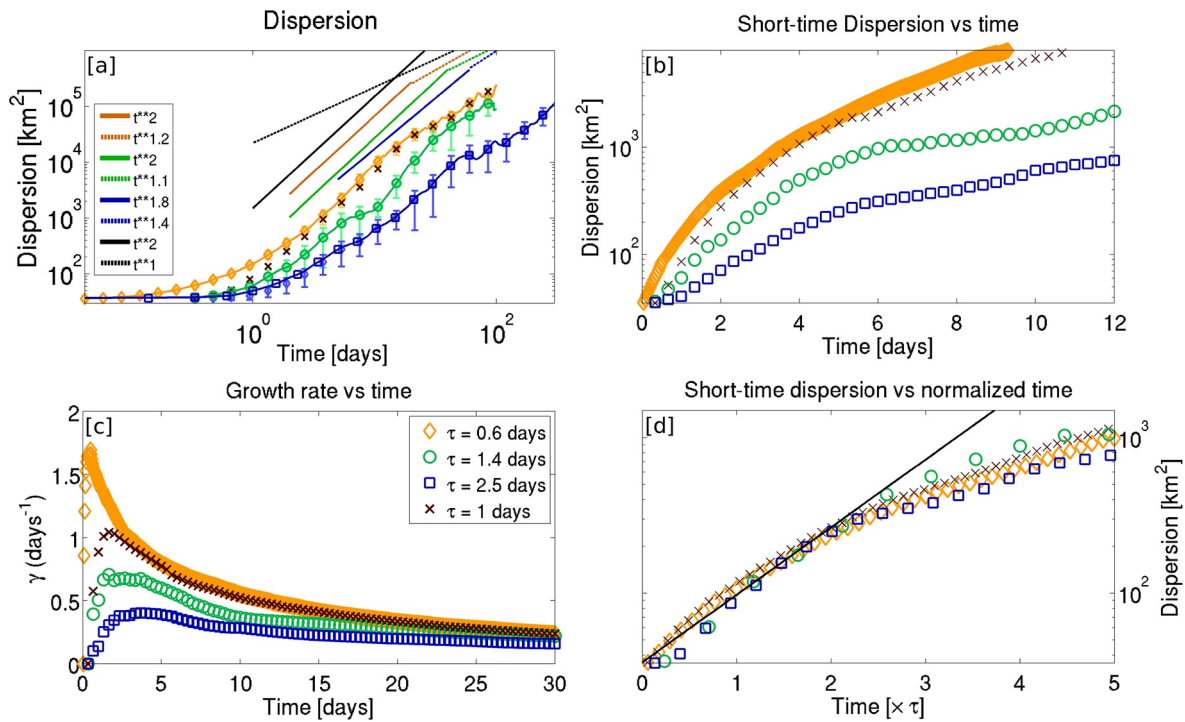 Dispersion
[a]
Dispersion [km²]
10⁵
10⁴
10³
10²
t**2
t**1.2
t**2
t**1.1
t**1.8
t**1.4
t**2
t**1
10⁰
10²
Time [days]
Short-time Dispersion vs time
[b]
Dispersion [km²]
10³
10²
0
2
4
6
8
10
12
Time [days]
Growth rate vs time
[c]
γ (days⁻¹)
2
1.5
1
0.5
0
τ = 0.6 days
τ = 1.4 days
τ = 2.5 days
τ = 1 days
0
5
10
15
20
25
30
Time [days]
Short-time dispersion vs normalized time
[d]
10³
10²
Dispersion [km²]
0
1
2
3
4
5
Time [× τ]